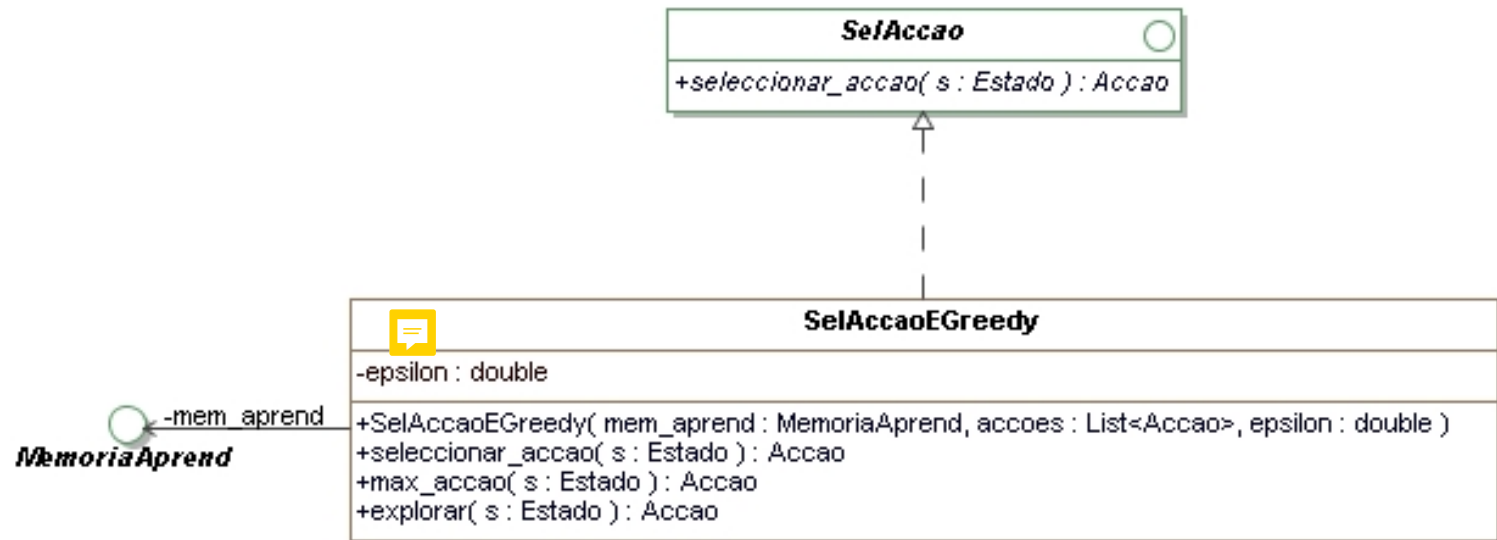 SelAccao
+seleccionar_accao( s : Estado ) : Accao
SelAccaoEGreedy
-epsilon : double
-mem_aprend
MemoriaAprend
+SelAccaoEGreedy( mem_aprend : MemoriaAprend, accoes : List<Accao>, epsilon : double )
+seleccionar_accao( s : Estado ) : Accao
+max_accao( s : Estado ) : Accao
+explorar( s : Estado ) : Accao